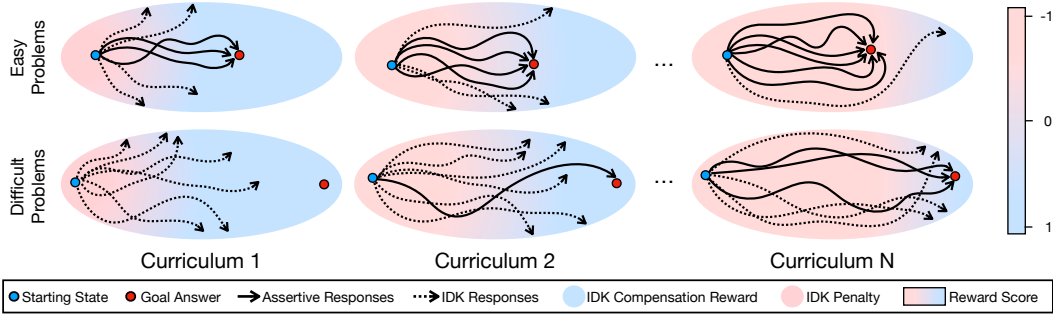 Easy
Problems
...
-1
0
1
Difficult
Problems
...
Curriculum 1
Curriculum 2
Curriculum N
Starting State
Goal Answer
Assertive Responses
IDK Responses
IDK Compensation Reward
IDK Penalty
Reward Score